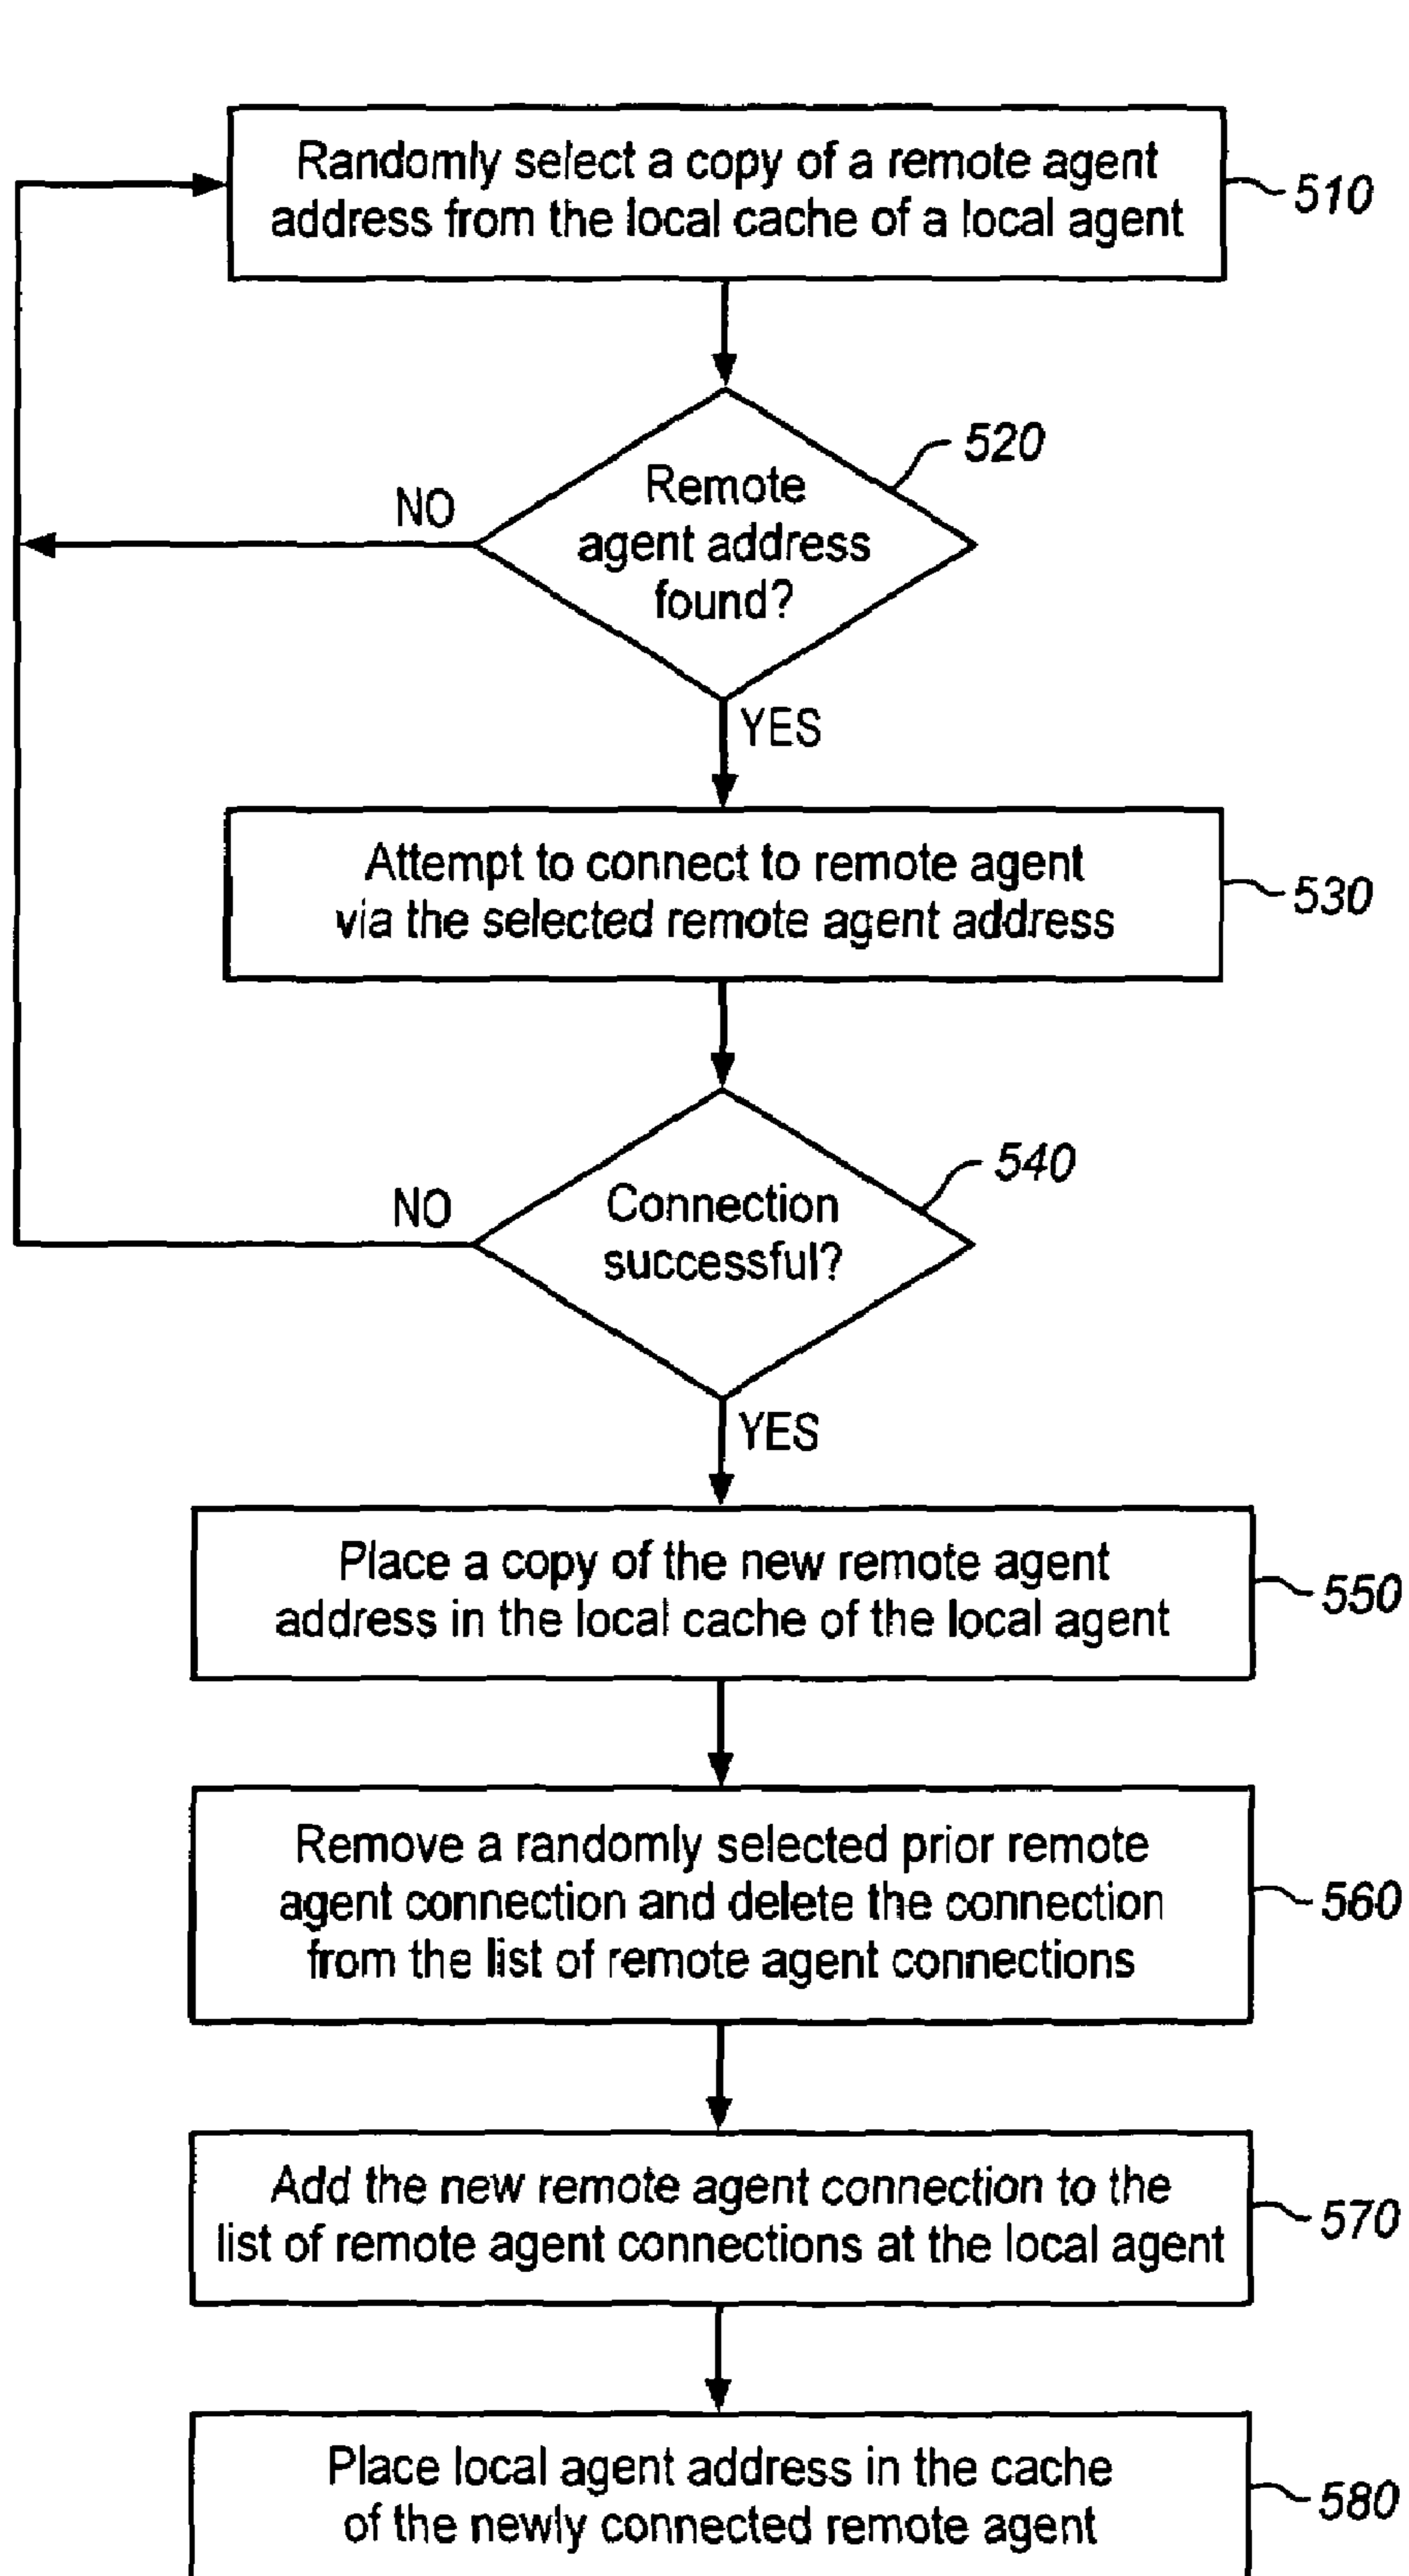 Randomly select a copy of a remote agent
address from the local cache of a local agent
510
520
Remote
agent address
found?
NO
YES
Attempt to connect to remote agent
via the selected remote agent address
530
540
Connection
successful?
NO
YES
Place a copy of the new remote agent
address in the local cache of the local agent
550
Remove a randomly selected prior remote
agent connection and delete the connection
from the list of remote agent connections
560
Add the new remote agent connection to the
list of remote agent connections at the local agent
570
Place local agent address in the cache
of the newly connected remote agent
580